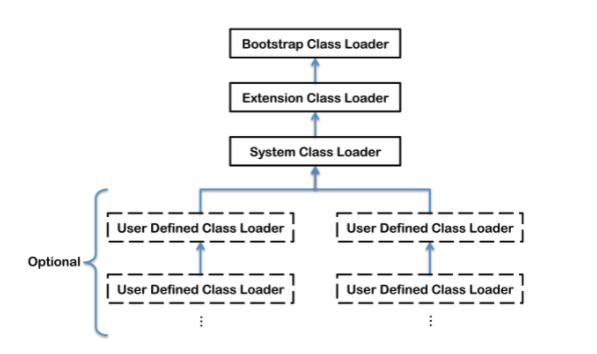 Bootstrap Class Loader
Extension Class Loader
System Class Loader
User Defined Class Loader
User Defined Class Loader
Optional
User Defined Class Loader
User Defined Class Loader
⋮
⋮